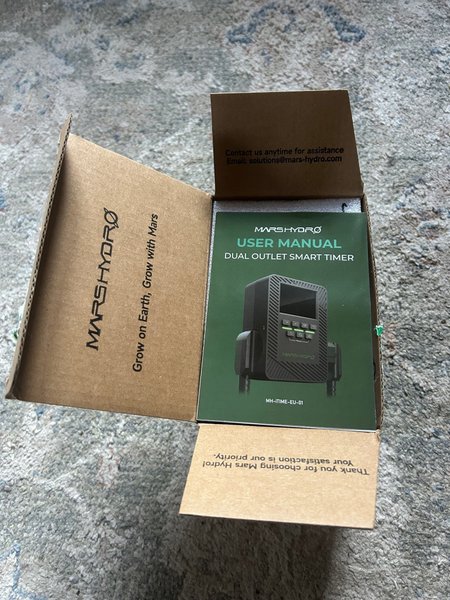 Contact us anytime for assistance
Email: solutions@mars-hydro.com
MARSHYDRO
Grow on Earth, Grow with Mars
MARSHYDRO
USER MANUAL
DUAL OUTLET SMART TIMER
MARSHYDRO
MH-iTIME-EU-01
Thank you for choosing Mars Hydro!
Your satisfaction is our priority.